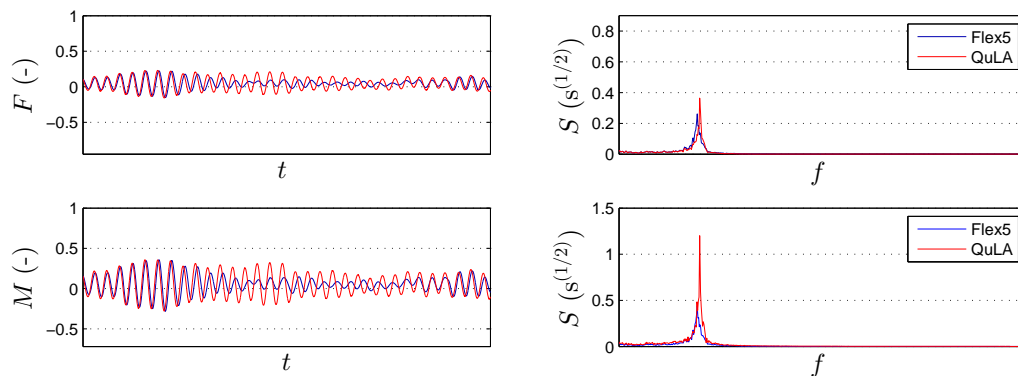 1
0.5
0
−0.5
F (-)
t
0.8
0.6
0.4
0.2
0
S (s^(1/2))
f
Flex5
QuLA
1
0.5
0
−0.5
M (-)
t
1.5
1
0.5
0
S (s^(1/2))
f
Flex5
QuLA